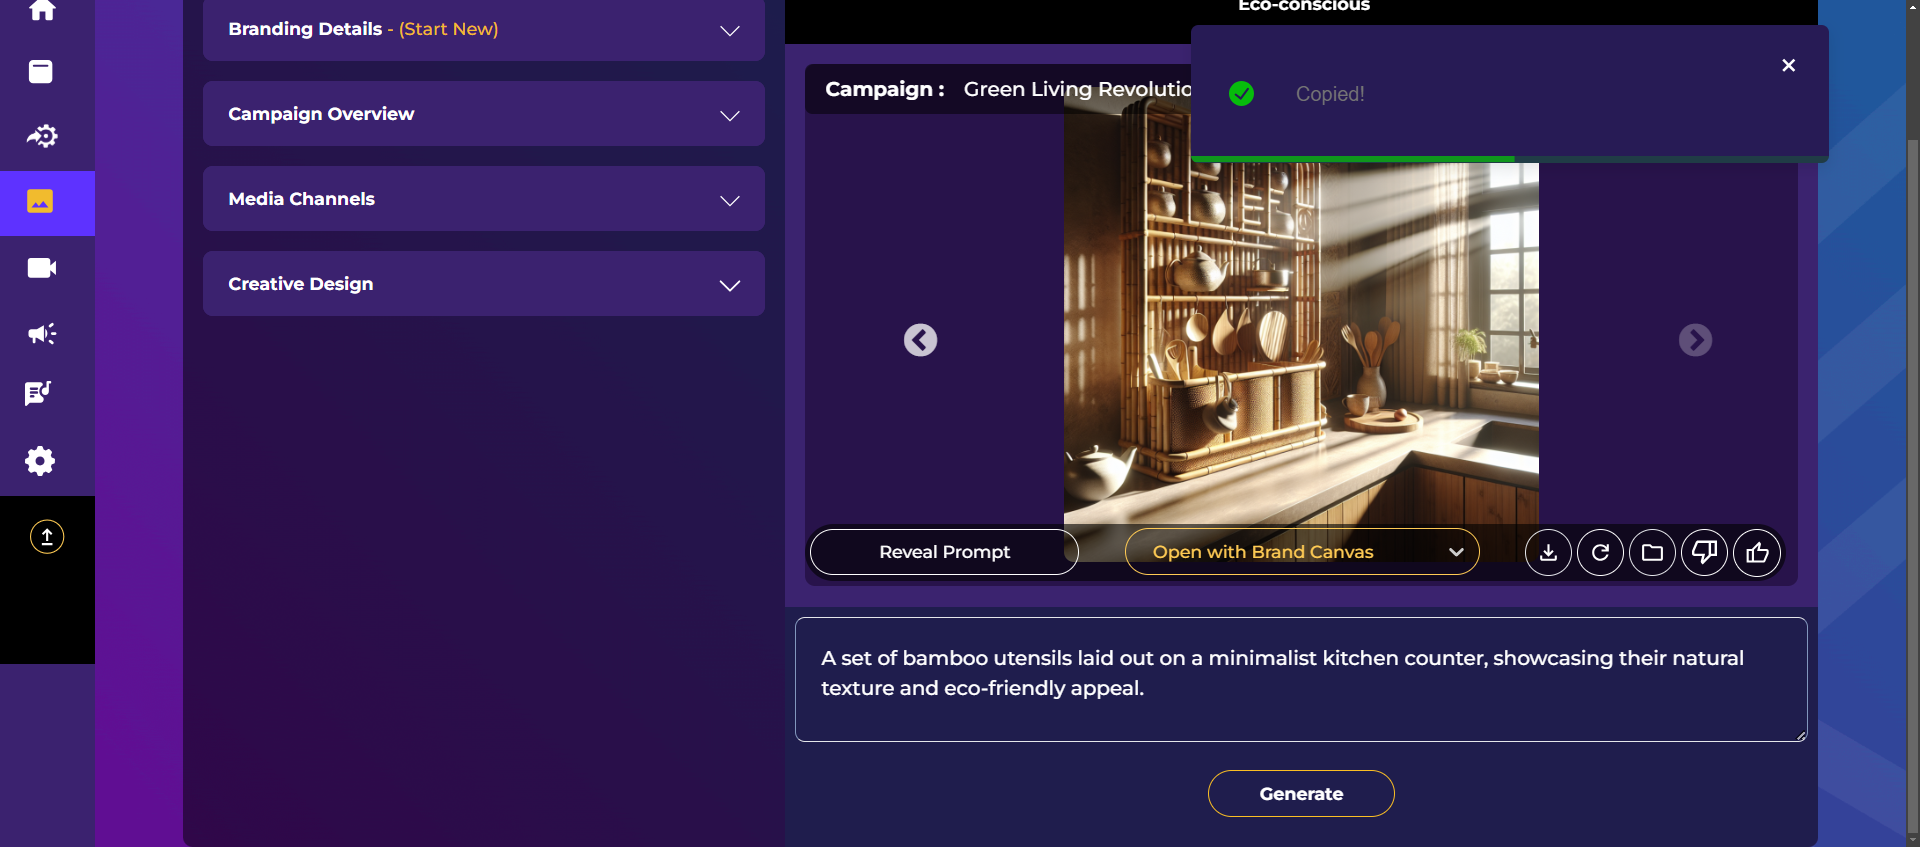 Eco-conscious
Branding Details - (Start New)
Campaign Overview
Media Channels
Creative Design
Copied!
Campaign : Green Living Revolutio
Reveal Prompt
Open with Brand Canvas
A set of bamboo utensils laid out on a minimalist kitchen counter, showcasing their natural
texture and eco-friendly appeal.
Generate